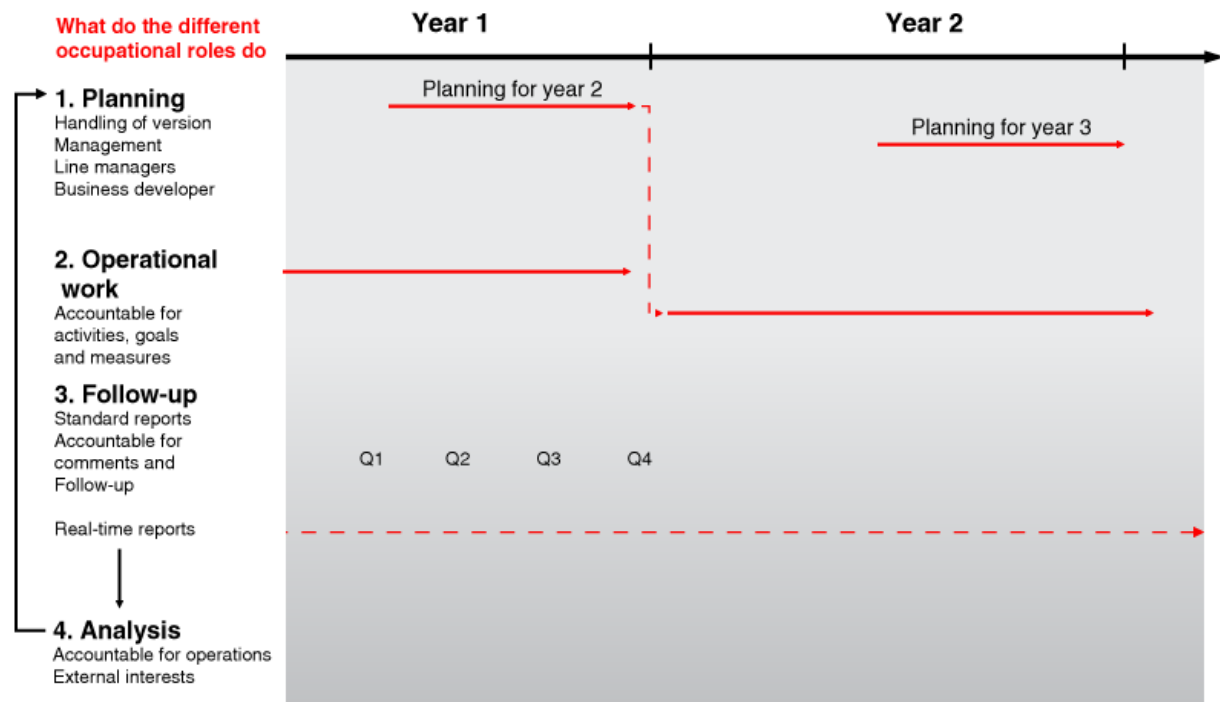 What do the different
occupational roles do
Year 1
Year 2
1. Planning
Handling of version
Management
Line managers
Business developer
Planning for year 2
Planning for year 3
2. Operational
work
Accountable for
activities, goals
and measures
3. Follow-up
Standard reports
Accountable for
comments and
Follow-up
Q1 Q2 Q3 Q4
Real-time reports
4. Analysis
Accountable for operations
External interests